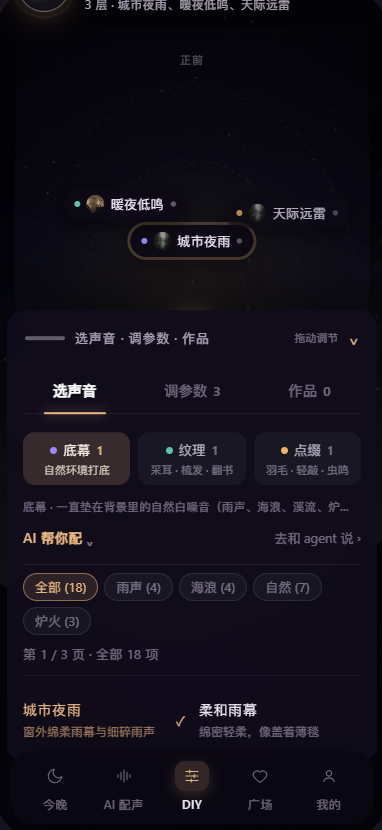 3 层 · 城市夜雨、暖夜低鸣、天际远雷
正前
暖夜低鸣
天际远雷
城市夜雨
选声音 · 调参数 · 作品
拖动调节
选声音 调参数 3 作品 0
底幕 1 纹理 1 点缀 1
自然环境打底 采耳 · 梳发 · 翻书 羽毛 · 轻敲 · 虫鸣
底幕 · 一直垫在背景里的自然白噪音（雨声、海浪、溪流、炉...
AI 帮你配 去和 agent 说 ›
全部 (18) 雨声 (4) 海浪 (4) 自然 (7)
炉火 (3)
第 1 / 3 页 · 全部 18 项
城市夜雨 ✓ 柔和雨幕
窗外绵柔雨幕与细碎雨声 绵密轻柔，像盖着薄毯
今晚 AI 配声 DIY 广场 我的